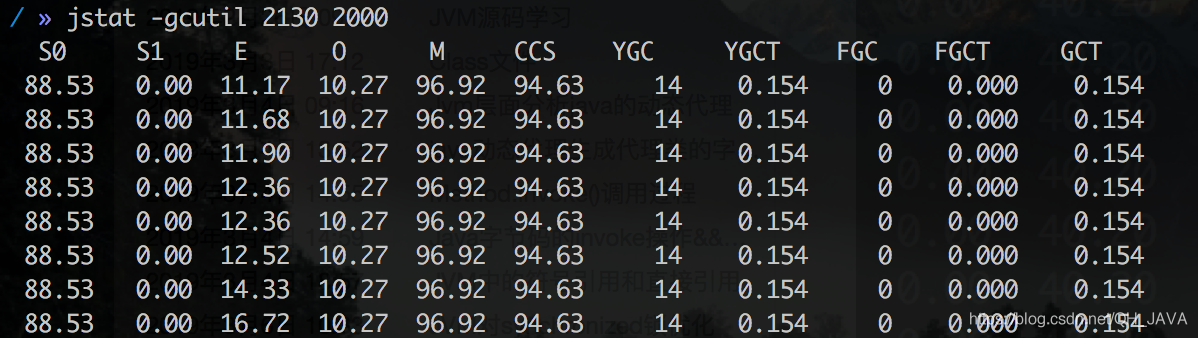 / » jstat -gcutil 2130 2000
S0 S1 E O M CCS YGC YGCT FGC FGCT GCT
88.53 0.00 11.17 10.27 96.92 94.63 14 0.154 0 0.000 0.154
88.53 0.00 11.68 10.27 96.92 94.63 14 0.154 0 0.000 0.154
88.53 0.00 11.90 10.27 96.92 94.63 14 0.154 0 0.000 0.154
88.53 0.00 12.36 10.27 96.92 94.63 14 0.154 0 0.000 0.154
88.53 0.00 12.36 10.27 96.92 94.63 14 0.154 0 0.000 0.154
88.53 0.00 12.52 10.27 96.92 94.63 14 0.154 0 0.000 0.154
88.53 0.00 14.33 10.27 96.92 94.63 14 0.154 0 0.000 0.154
88.53 0.00 16.72 10.27 96.92 94.63 14 0.154 0 0.000 0.154
JVM源码学习